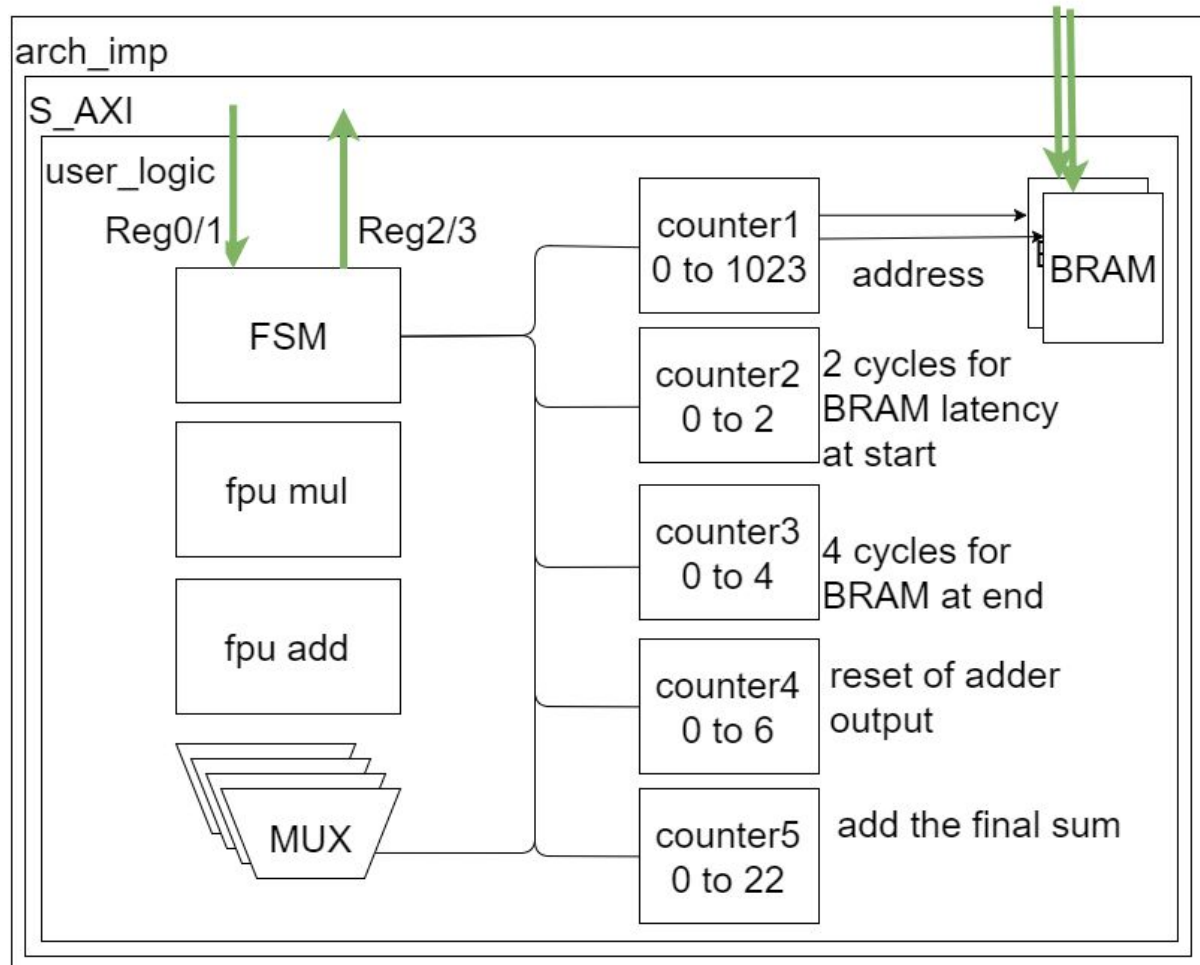 arch_imp
S_AXI
user_logic
Reg0/1
Reg2/3
FSM
fpu mul
fpu add
MUX
counter1
0 to 1023
address
BRAM
counter2
0 to 2
2 cycles for
BRAM latency
at start
counter3
0 to 4
4 cycles for
BRAM at end
counter4
0 to 6
reset of adder
output
counter5
0 to 22
add the final sum